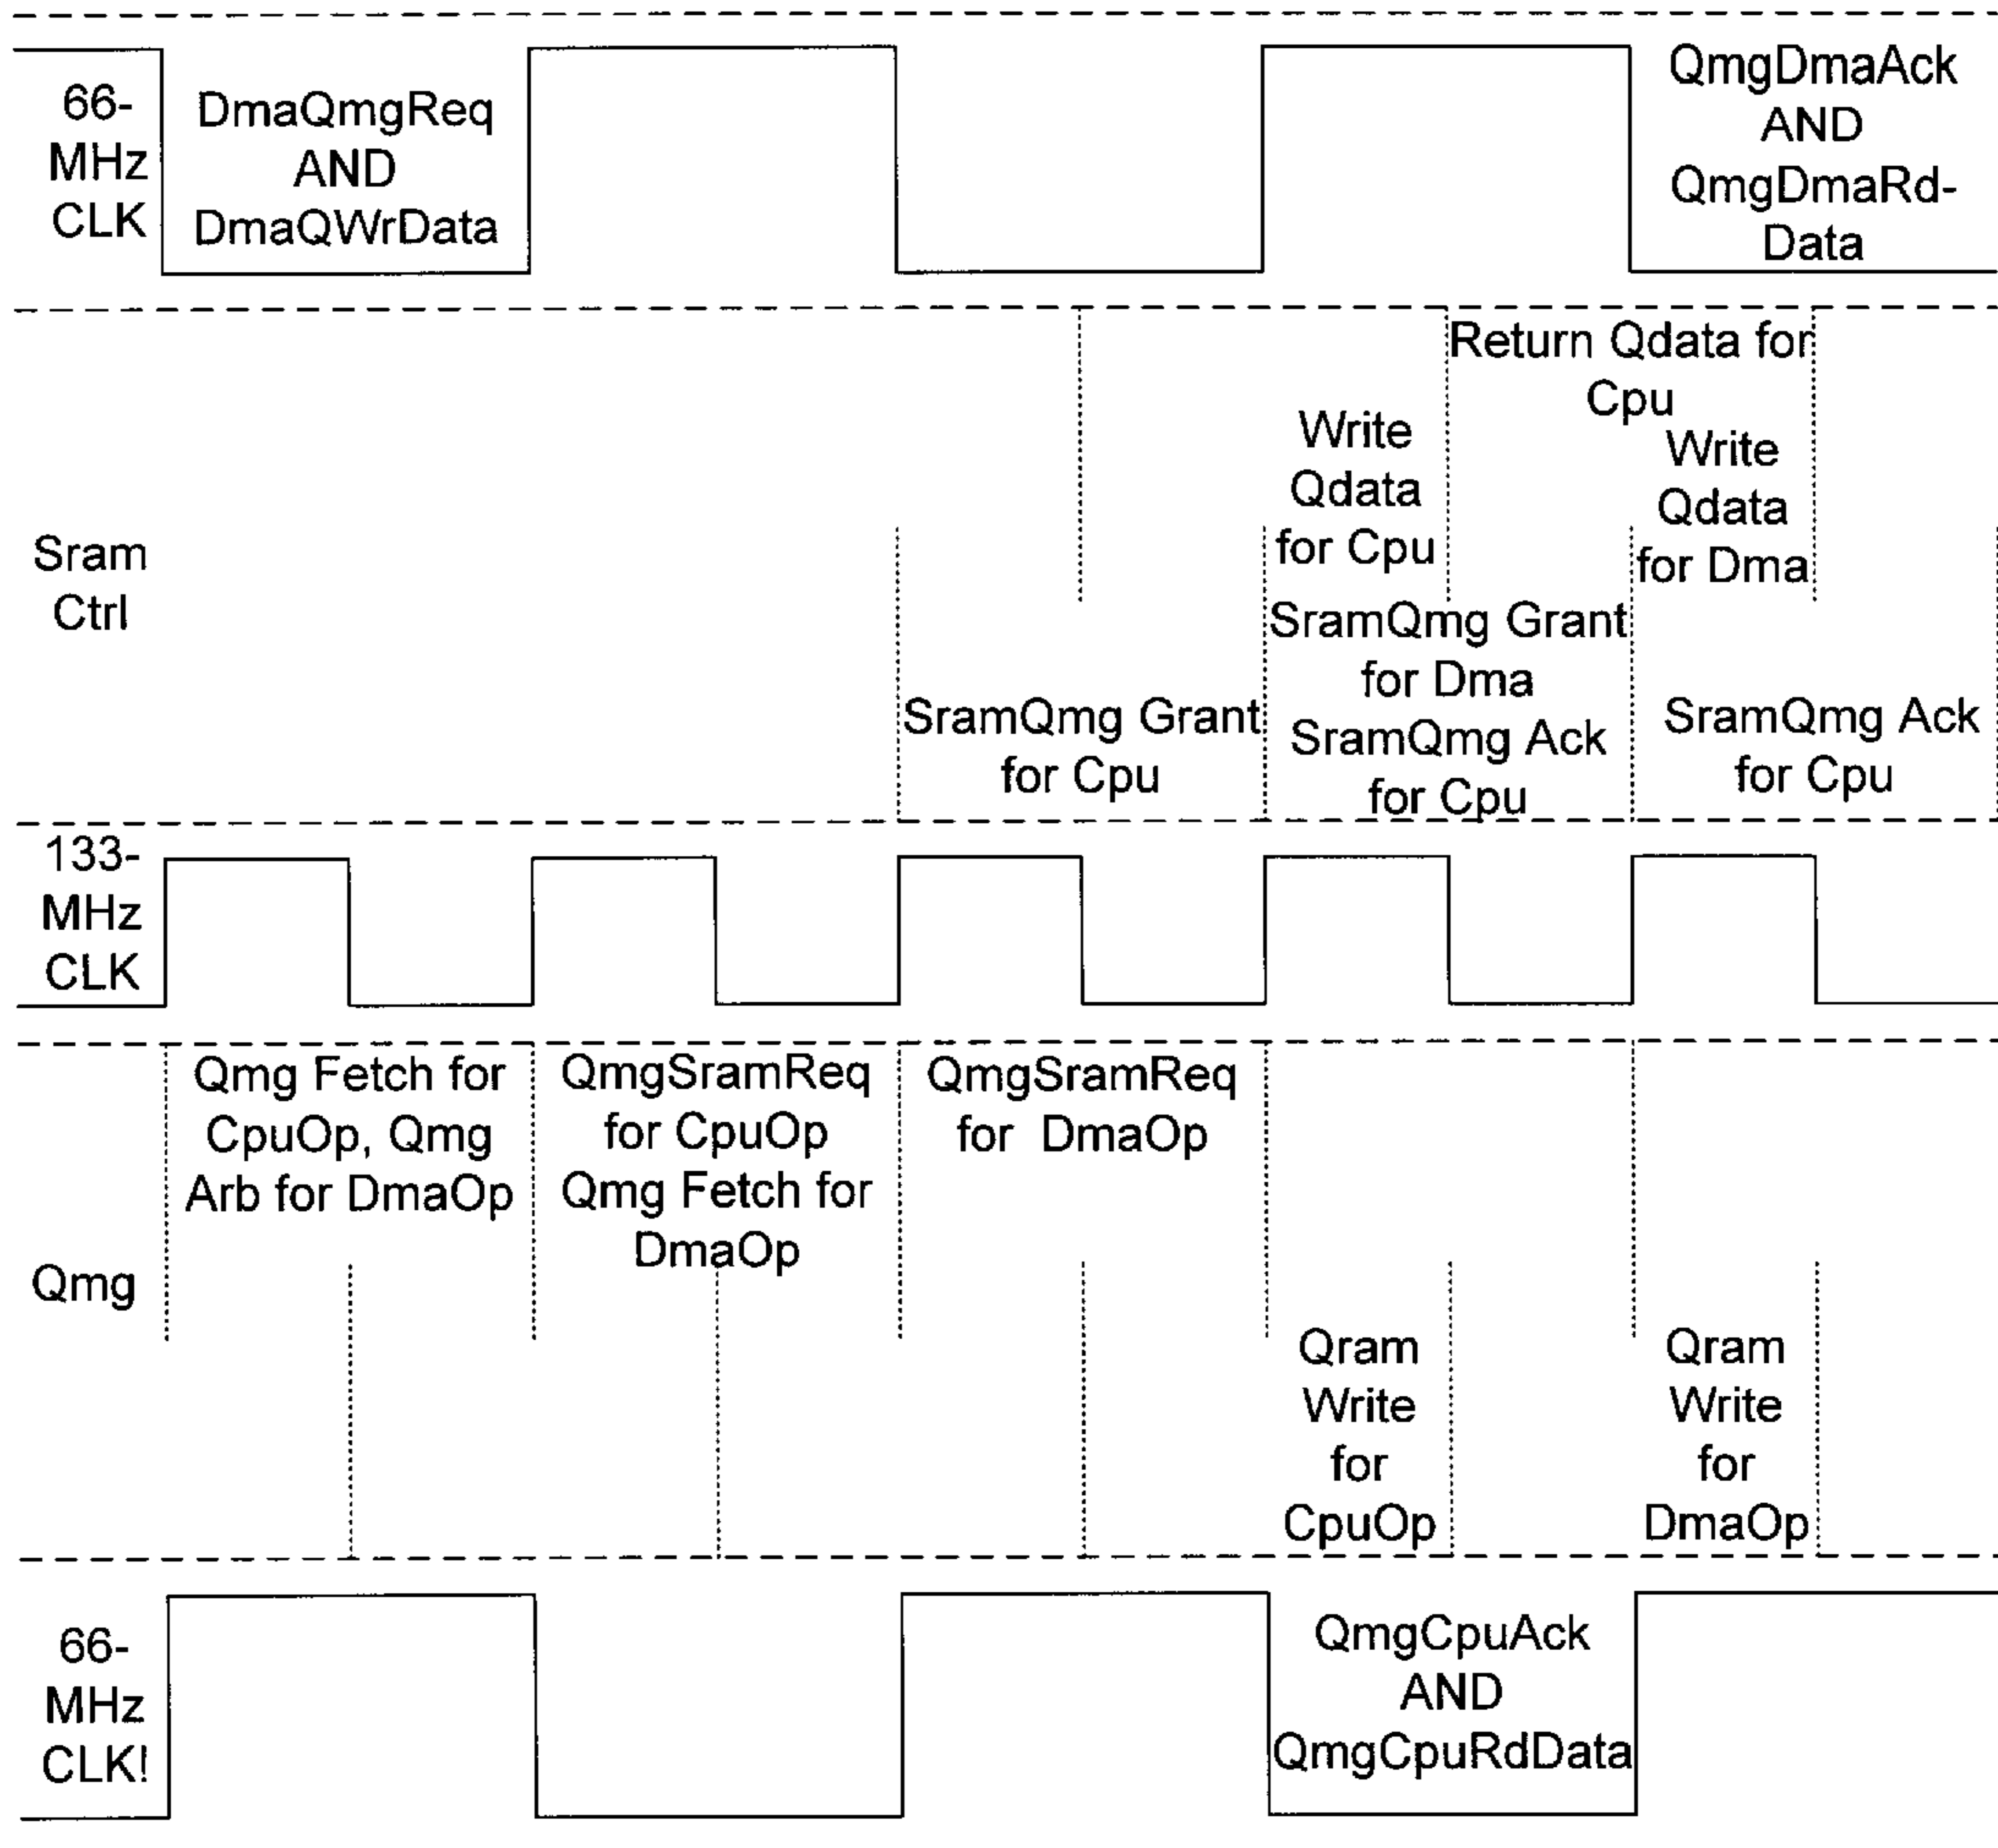 66-
MHz
CLK
DmaQmgReq
AND
DmaQWrData
QmgDmaAck
AND
QmgDmaRd-
Data
Sram
Ctrl
SramQmg Grant
for Cpu
Write
Qdata
for Cpu
SramQmg Grant
for Dma
SramQmg Ack
for Cpu
Return Qdata for
Cpu
Write
Qdata
for Dma
SramQmg Ack
for Cpu
133-
MHz
CLK
Qmg
Qmg Fetch for
CpuOp, Qmg
Arb for DmaOp
QmgSramReq
for CpuOp
Qmg Fetch for
DmaOp
QmgSramReq
for DmaOp
Qram
Write
for
CpuOp
Qram
Write
for
DmaOp
66-
MHz
CLK!
QmgCpuAck
AND
QmgCpuRdData